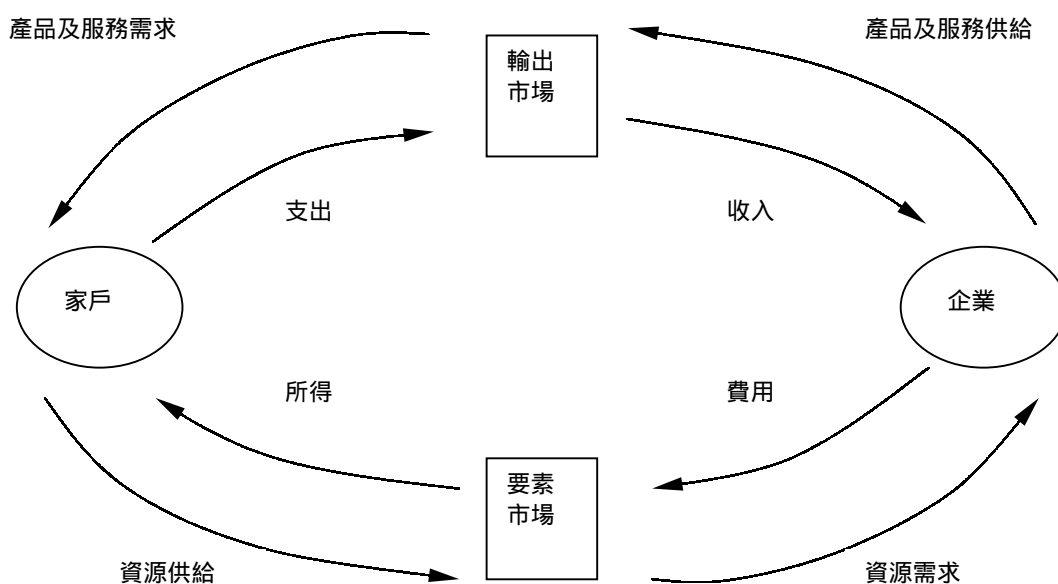 產品及服務需求
產品及服務供給
輸出
市場
支出
收入
家戶
企業
所得
費用
要素
市場
資源供給
資源需求